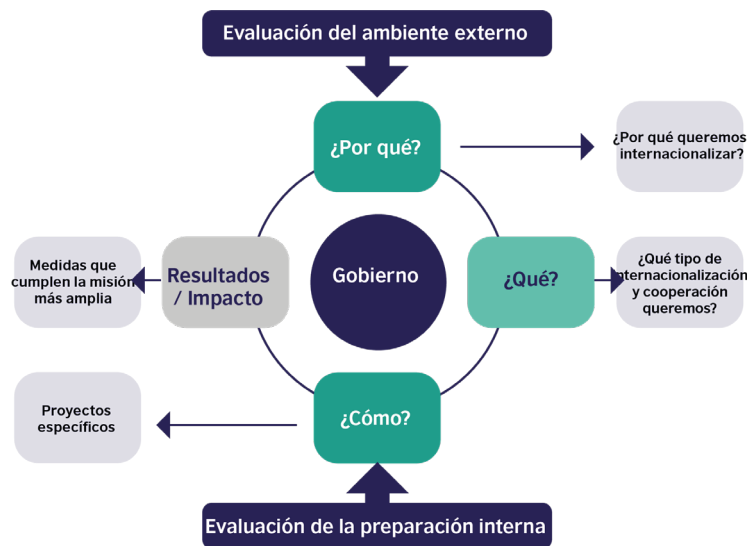 Evaluación del ambiente externo
¿Por qué?
¿Por qué queremos
internacionalizar?
Medidas que
cumplen la misión
más amplia
Resultados
/ Impacto
Gobierno
¿Qué?
¿Qué tipo de
internacionalización
y cooperación
queremos?
Proyectos
específicos
¿Cómo?
Evaluación de la preparación interna